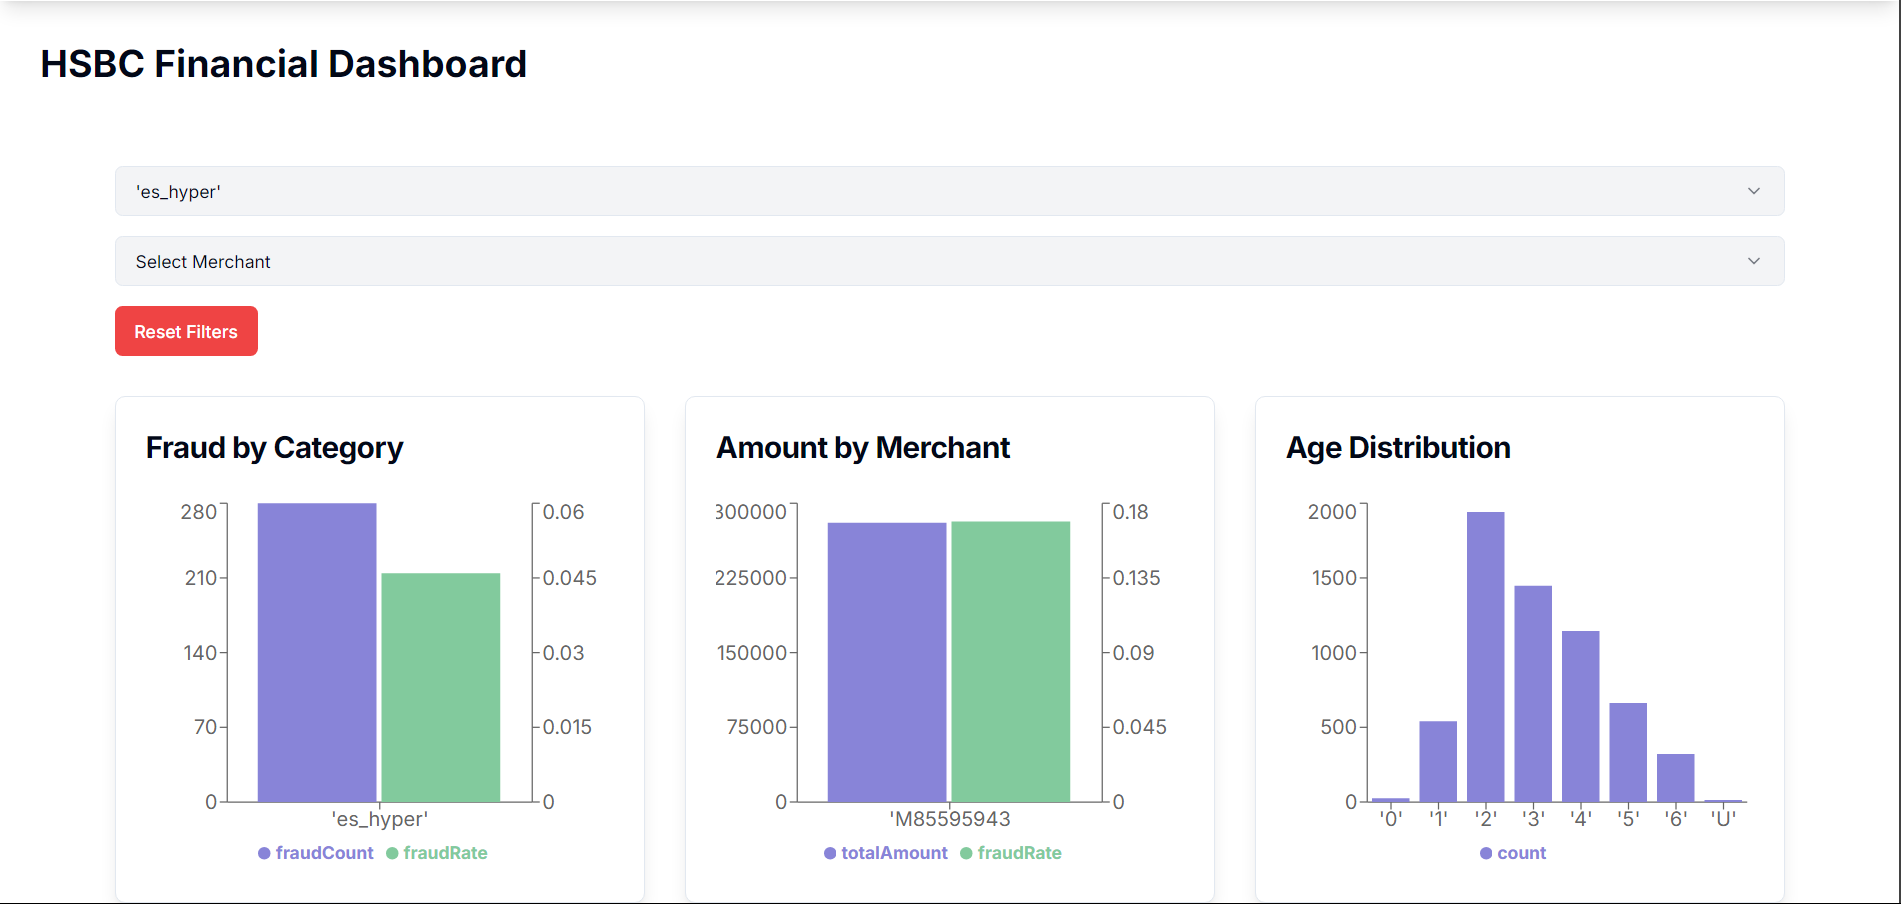 HSBC Financial Dashboard
'es_hyper'
Select Merchant
Reset Filters
Fraud by Category
280
210
140
70
0
0.06
0.045
0.03
0.015
0
'es_hyper'
fraudCount fraudRate
Amount by Merchant
300000
225000
150000
75000
0
0.18
0.135
0.09
0.045
0
'M85595943
totalAmount fraudRate
Age Distribution
2000
1500
1000
500
0
'0' '1' '2' '3' '4' '5' '6' 'U'
count